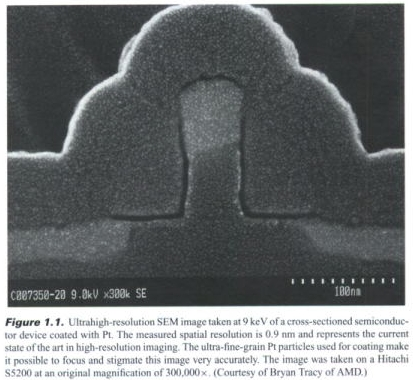 C007350-20 9.0kV x300k SE
100nm
Figure 1.1. Ultrahigh-resolution SEM image taken at 9 keV of a cross-sectioned semiconduc-
tor device coated with Pt. The measured spatial resolution is 0.9 nm and represents the current
state of the art in high-resolution imaging. The ultra-fine-grain Pt particles used for coating make
it possible to focus and stigmate this image very accurately. The image was taken on a Hitachi
S5200 at an original magnification of 300,000×. (Courtesy of Bryan Tracy of AMD.)